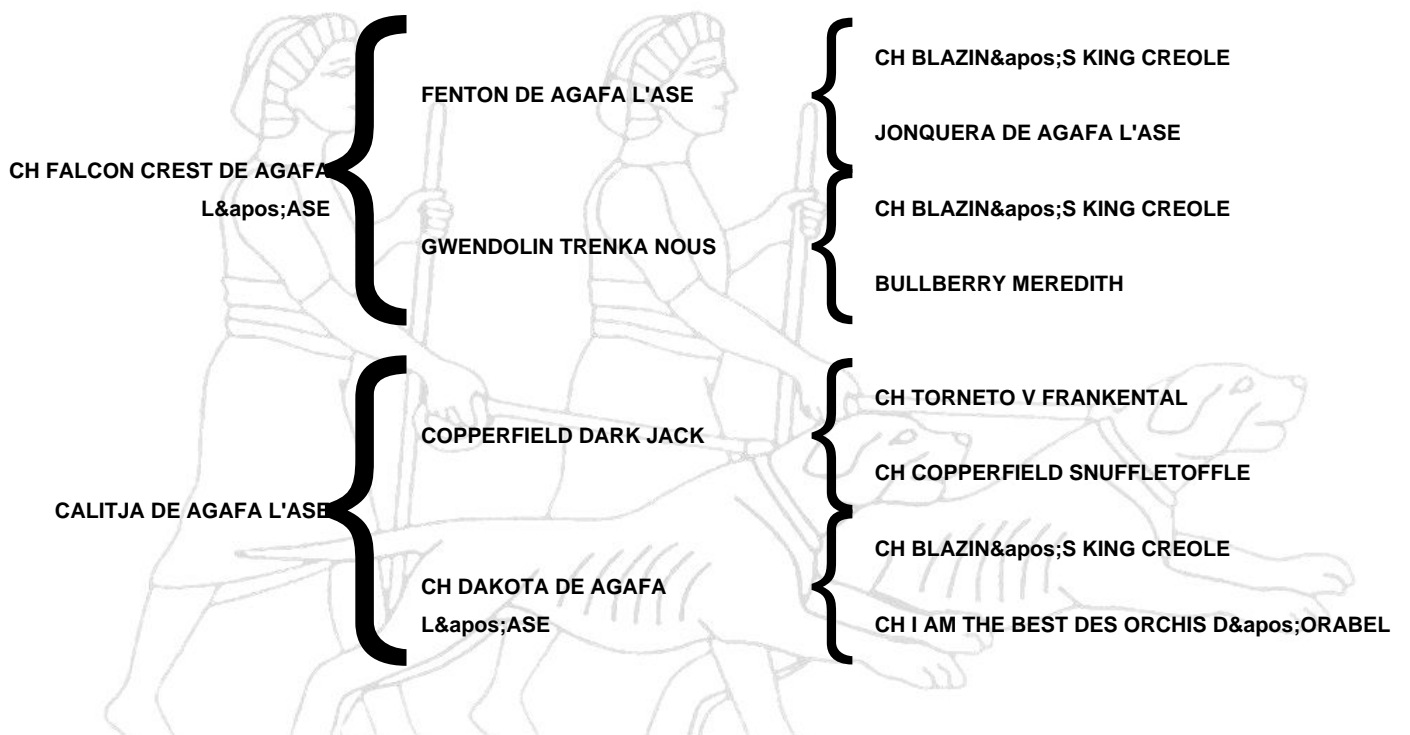 CH FALCON CREST DE AGAFA
L&apos;ASE
FENTON DE AGAFA L'ASE
CH BLAZIN&apos;S KING CREOLE
JONQUERA DE AGAFA L'ASE
GWENDOLIN TRENKA NOUS
CH BLAZIN&apos;S KING CREOLE
BULLBERRY MEREDITH
CALITJA DE AGAFA L'ASE
COPPERFIELD DARK JACK
CH TORNETO V FRANKENTAL
CH COPPERFIELD SNUFFLETOFFLE
CH DAKOTA DE AGAFA
L&apos;ASE
CH BLAZIN&apos;S KING CREOLE
CH I AM THE BEST DES ORCHIS D&apos;ORABEL